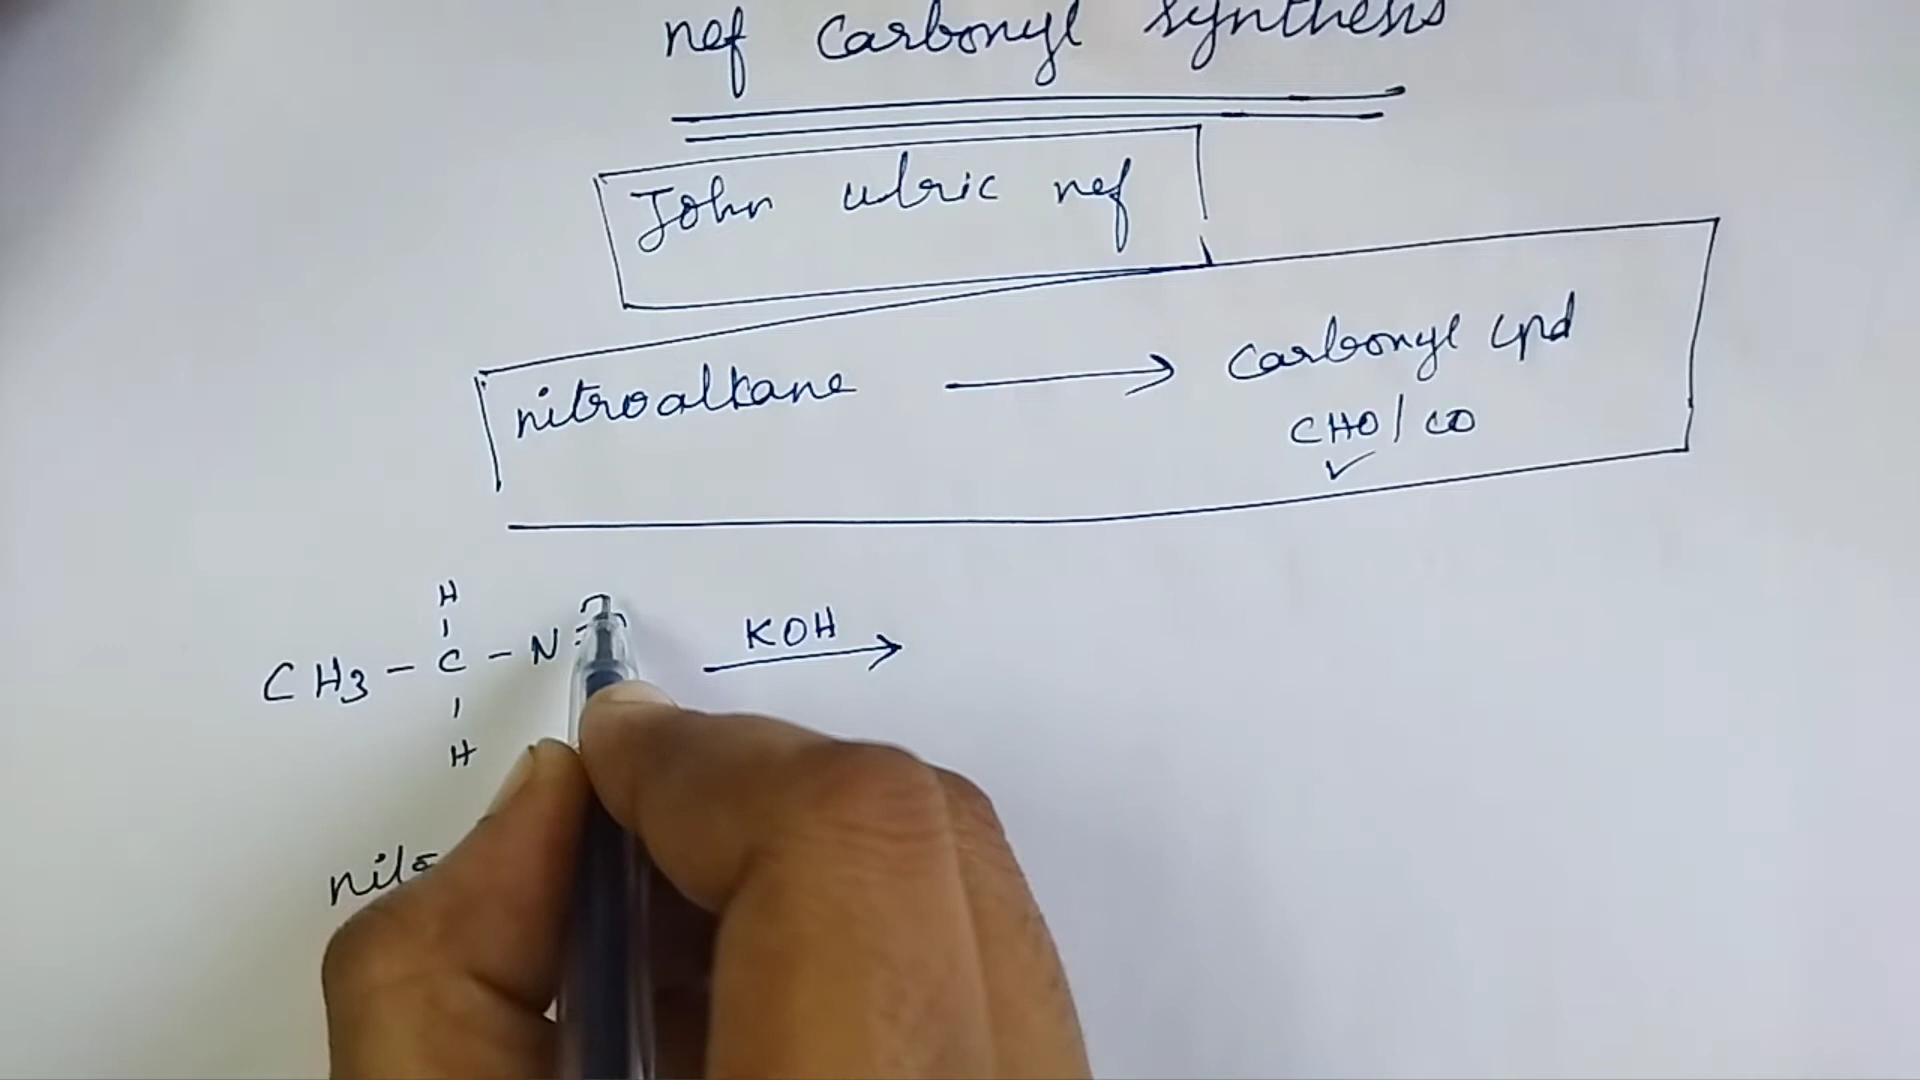 nef carbonyl synthesis
John ulric nef
nitroalkane → carbonyl cpd
CHO / CO
✓
H
CH3 - C - N
KOH →
H